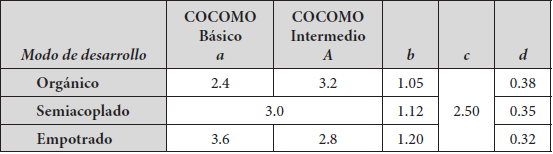 Modo de desarrollo COCOMO Básico a COCOMO Intermedio A b c d
Orgánico 2.4 3.2 1.05 2.50 0.38
Semiacoplado 3.0 1.12 0.35
Empotrado 3.6 2.8 1.20 0.32